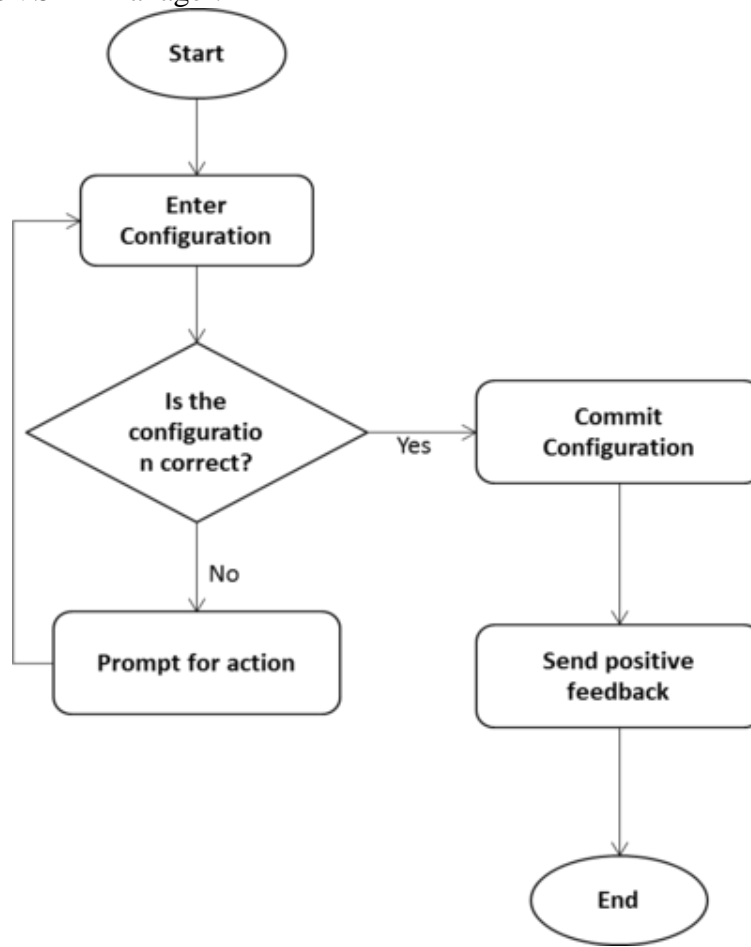 Start
Enter
Configuration
Is the
configuratio
n correct?
Yes
Commit
Configuration
No
Prompt for action
Send positive
feedback
End